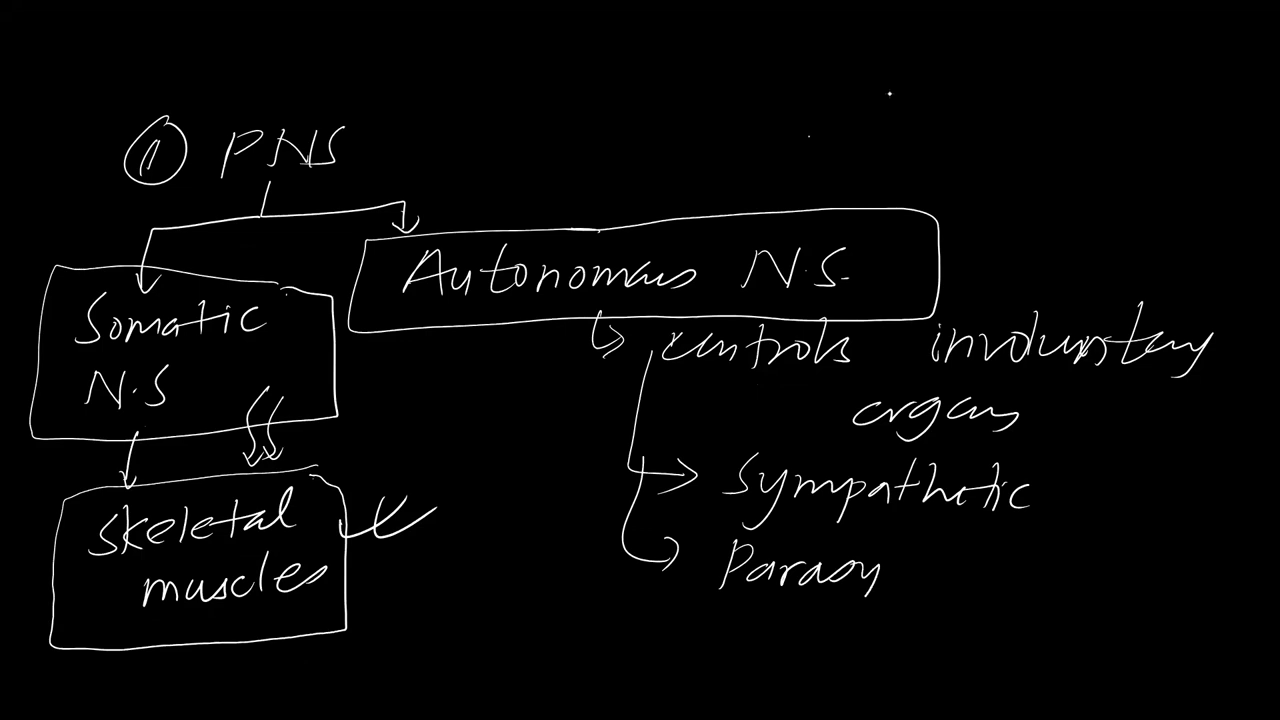 ① PNS
Autonomous N.S.
Somatic
N.S
controls involuntary
organs
Sympathetic
Parasy
Skeletal
muscles